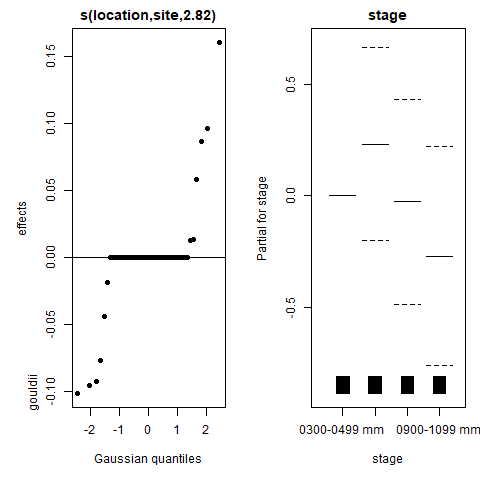 s(location,site,2.82)
effects
gouldii
0.15
0.10
0.05
0.00
-0.05
-0.10
-2
-1
0
1
2
Gaussian quantiles
stage
Partial for stage
0.5
0.0
-0.5
0300-0499 mm
0900-1099 mm
stage